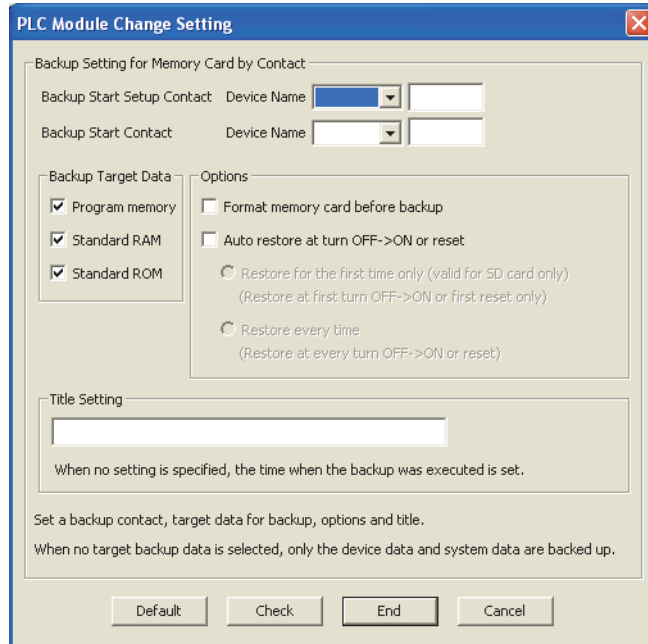 PLC Module Change Setting
Backup Setting for Memory Card by Contact
Backup Start Setup Contact Device Name
Backup Start Contact Device Name
Backup Target Data
Program memory
Standard RAM
Standard ROM
Options
Format memory card before backup
Auto restore at turn OFF->ON or reset
Restore for the first time only (valid for SD card only)
(Restore at first turn OFF->ON or first reset only)
Restore every time
(Restore at every turn OFF->ON or reset)
Title Setting
When no setting is specified, the time when the backup was executed is set.
Set a backup contact, target data for backup, options and title.
When no target backup data is selected, only the device data and system data are backed up.
Default Check End Cancel